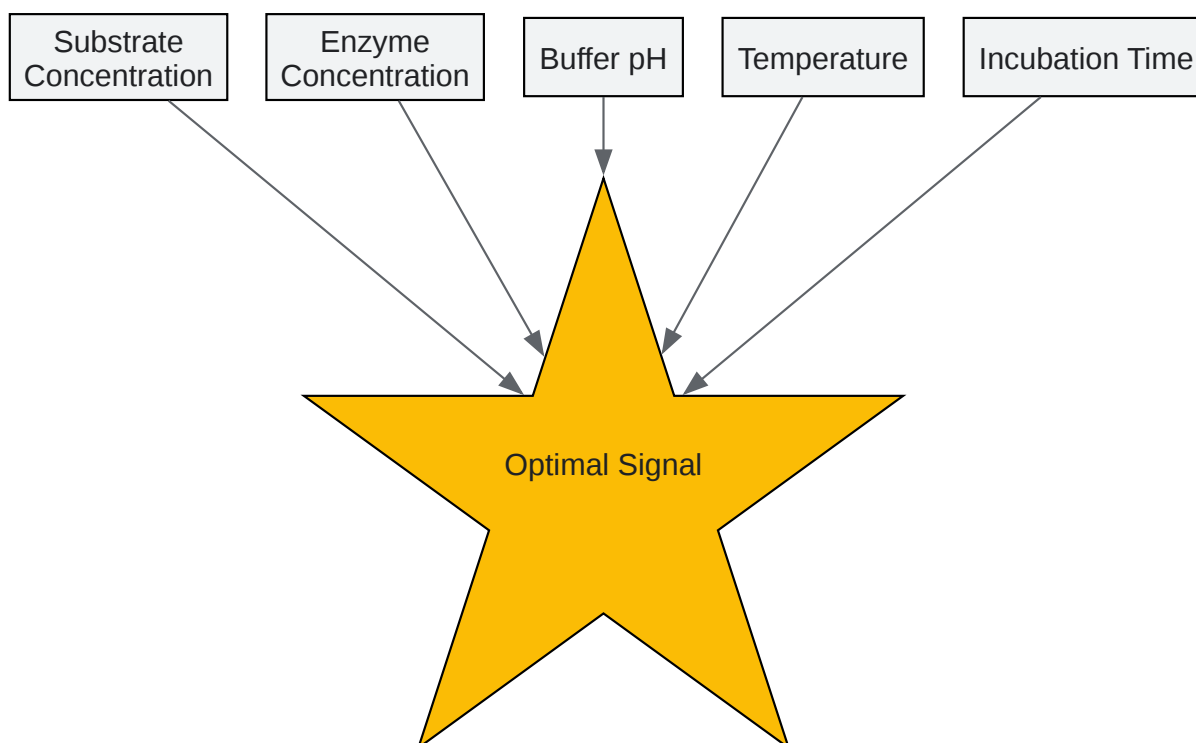 Substrate
Concentration
Enzyme
Concentration
Buffer pH
Temperature
Incubation Time
Optimal Signal